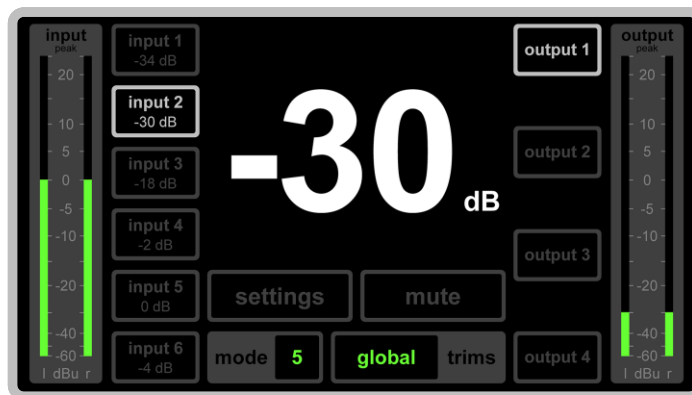 input
peak
20
10
5
0
-5
-10
-20
-40
-60
l dBu r
input 1
-34 dB
input 2
-30 dB
input 3
-18 dB
input 4
-2 dB
input 5
0 dB
input 6
-4 dB
-30 dB
settings
mute
mode 5
global trims
output 1
output 2
output 3
output 4
output
peak
20
10
5
0
-5
-10
-20
-40
-60
l dBu r